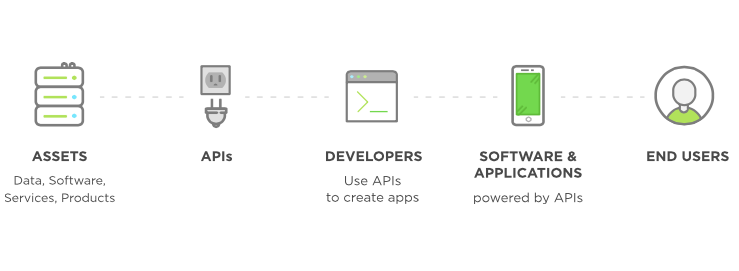 ASSETS
Data, Software,
Services, Products
APIs
DEVELOPERS
Use APIs
to create apps
SOFTWARE &
APPLICATIONS
powered by APIs
END USERS